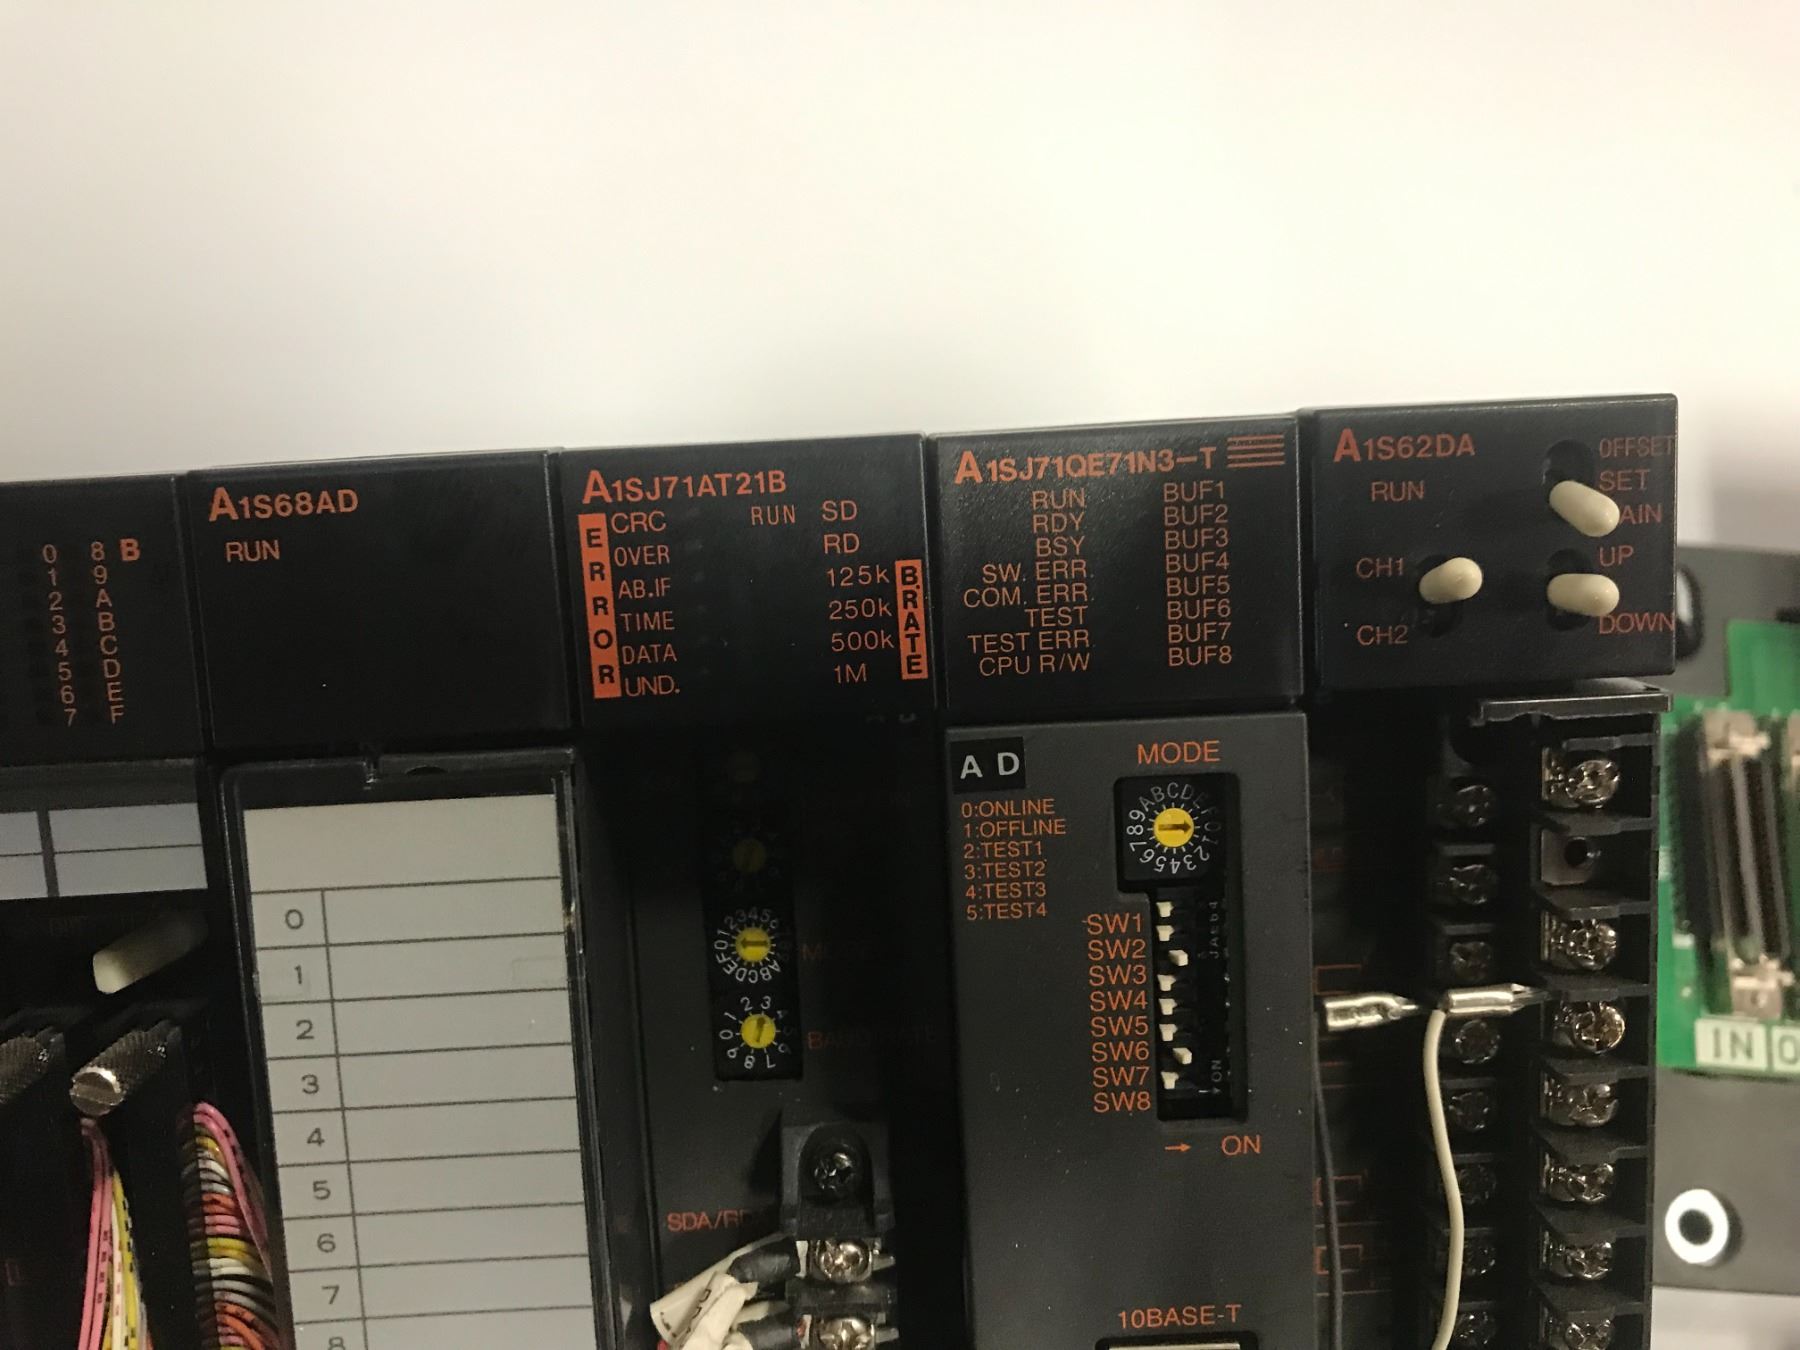 0 8 B
1 9
2 A
3 B
4 C
5 D
6 E
7 F
A1S68AD
RUN
0
1
2
3
4
5
6
7
8
A1SJ71AT21B
ERROR
CRC
OVER
AB.IF
TIME
DATA
UND.
RUN
SD
RD
125k
250k
500k
1M
B.RATE
SDA/
A1SJ71QE71N3-T
RUN
RDY
BSY
SW. ERR.
COM. ERR.
TEST
TEST ERR.
CPU R/W
BUF1
BUF2
BUF3
BUF4
BUF5
BUF6
BUF7
BUF8
A D
MODE
0:ONLINE
1:OFFLINE
2:TEST1
3:TEST2
4:TEST3
5:TEST4
SW1
SW2
SW3
SW4
SW5
SW6
SW7
SW8
→ ON
10BASE-T
A1S62DA
RUN
OFFSET
SET
AIN
CH1
CH2
UP
DOWN
IN